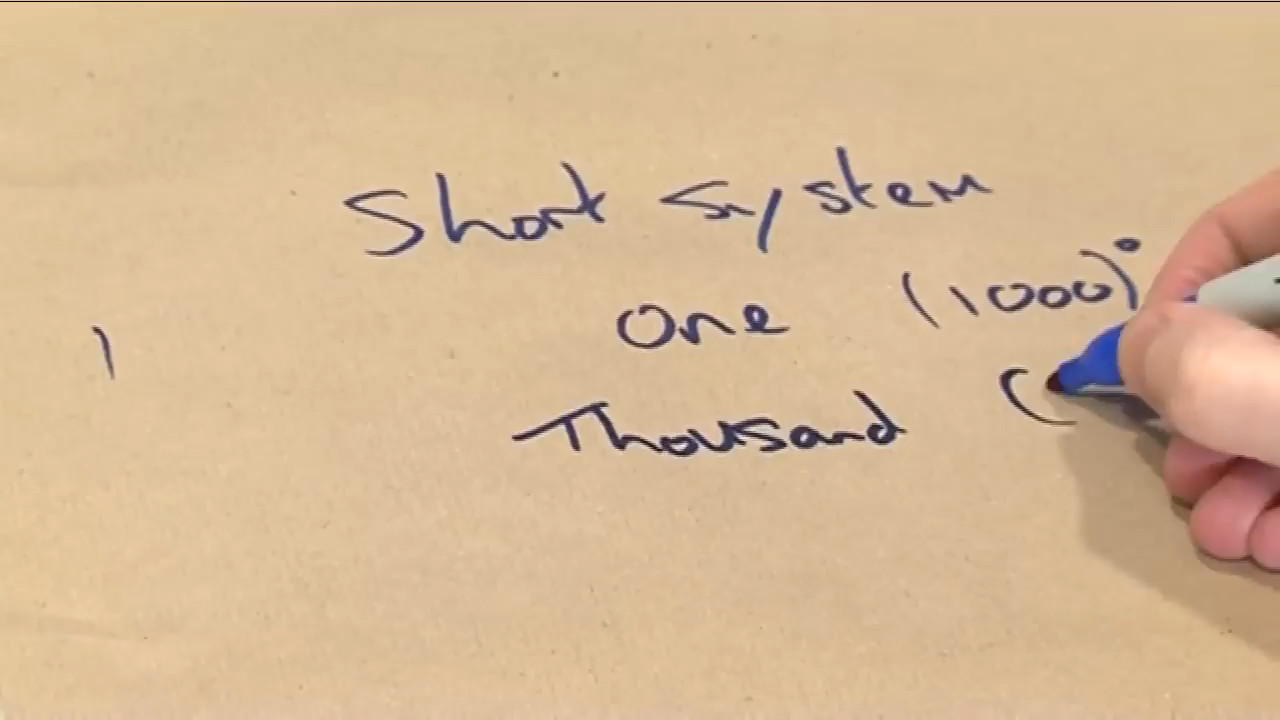 Short system
1 One (1000)⁰
Thousand (